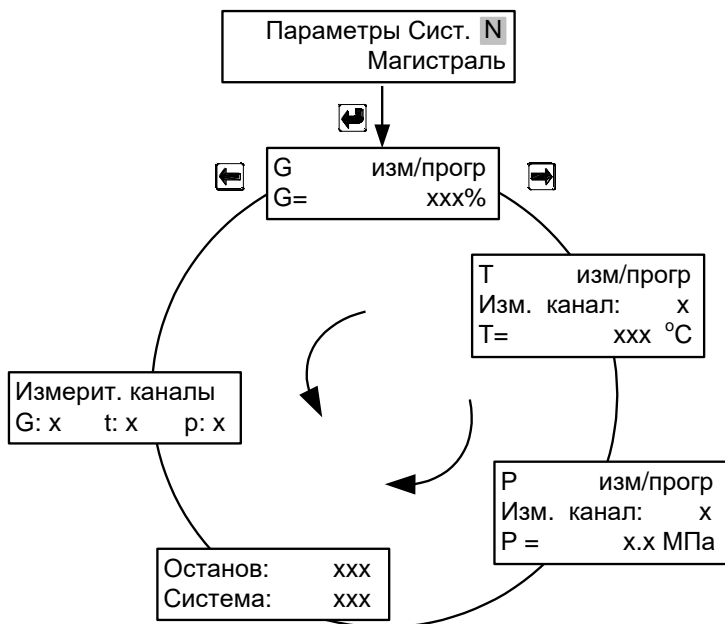 Параметры Сист. N
Магистраль
G изм/прогр
G= xxx%
T изм/прогр
Изм. канал: x
T= xxx °C
Измерит. каналы
G: x t: x p: x
P изм/прогр
Изм. канал: x
P = x.x МПа
Останов: xxx
Система: xxx